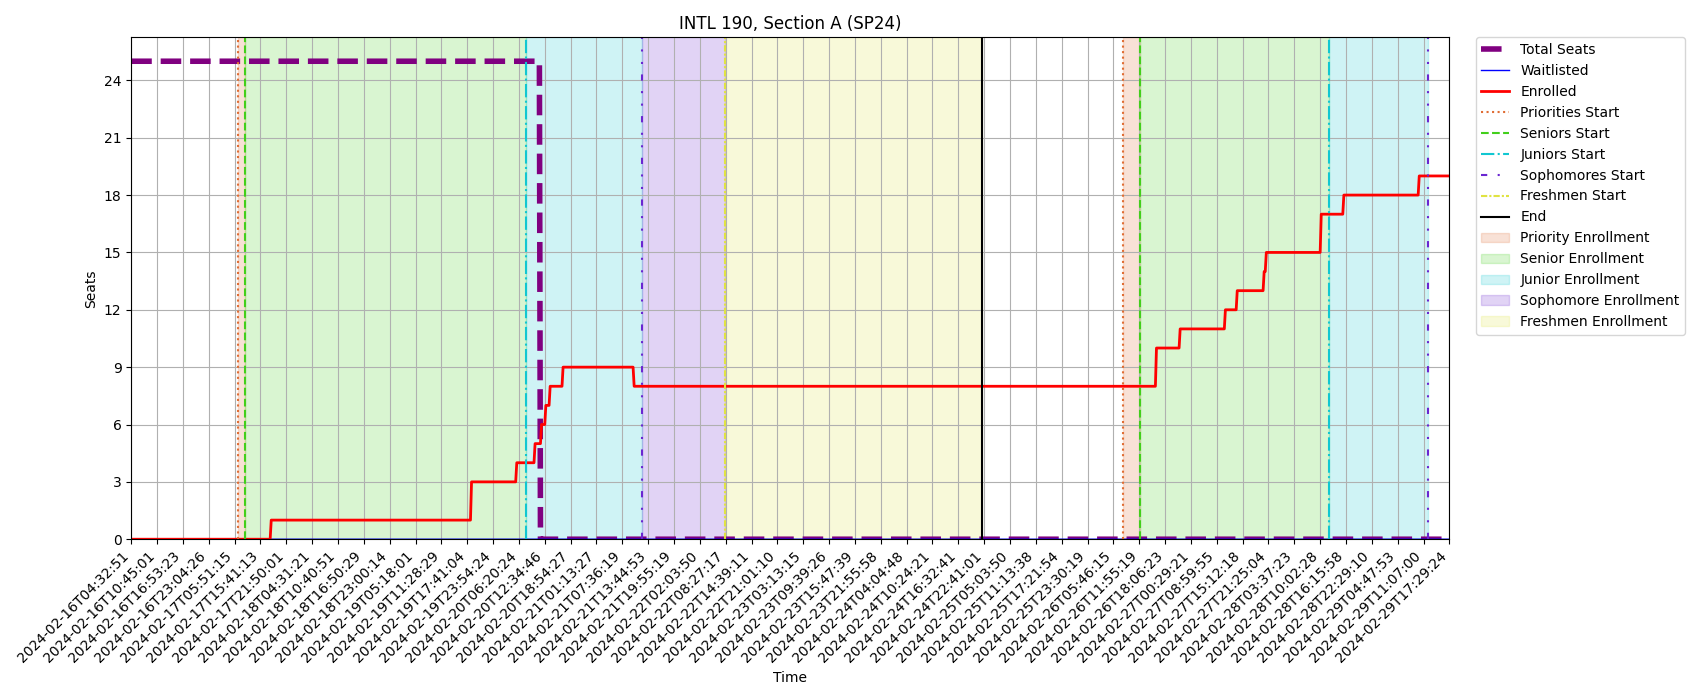 INTL 190, Section A (SP24)
Seats
24
21
18
15
12
9
6
3
0
2024-02-16T04:32:51
2024-02-16T10:45:01
2024-02-16T16:53:23
2024-02-16T23:04:26
2024-02-17T05:51:15
2024-02-17T15:41:13
2024-02-17T21:50:01
2024-02-18T04:31:21
2024-02-18T10:40:51
2024-02-18T16:50:29
2024-02-18T23:00:14
2024-02-19T05:18:01
2024-02-19T11:28:29
2024-02-19T17:41:04
2024-02-19T23:54:24
2024-02-20T06:20:24
2024-02-20T12:34:46
2024-02-20T18:54:27
2024-02-21T01:13:27
2024-02-21T07:36:19
2024-02-21T13:44:53
2024-02-21T19:55:19
2024-02-22T02:03:50
2024-02-22T08:27:17
2024-02-22T14:39:11
2024-02-22T21:01:10
2024-02-23T03:13:15
2024-02-23T09:39:26
2024-02-23T15:47:39
2024-02-23T21:55:58
2024-02-24T04:04:48
2024-02-24T10:24:21
2024-02-24T16:32:41
2024-02-24T22:41:01
2024-02-25T05:03:50
2024-02-25T11:13:38
2024-02-25T17:21:54
2024-02-25T23:30:19
2024-02-26T05:46:15
2024-02-26T11:55:19
2024-02-26T18:06:23
2024-02-27T00:29:21
2024-02-27T08:59:55
2024-02-27T15:12:18
2024-02-27T21:25:04
2024-02-28T03:37:23
2024-02-28T10:02:28
2024-02-28T16:15:58
2024-02-28T22:29:10
2024-02-29T04:47:53
2024-02-29T11:07:00
2024-02-29T17:29:24
Time
Total Seats
Waitlisted
Enrolled
Priorities Start
Seniors Start
Juniors Start
Sophomores Start
Freshmen Start
End
Priority Enrollment
Senior Enrollment
Junior Enrollment
Sophomore Enrollment
Freshmen Enrollment